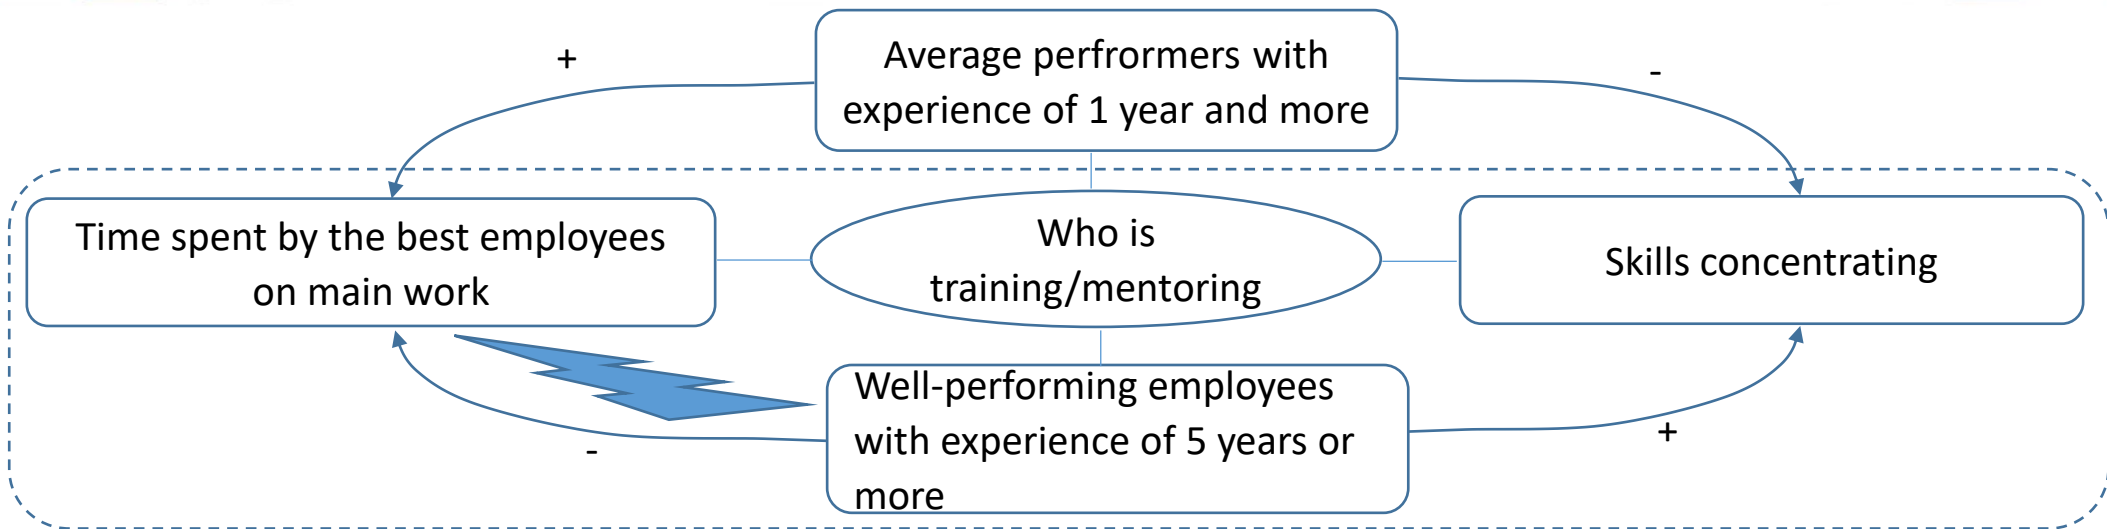 +
Average perfrormers with
experience of 1 year and more
-
Time spent by the best employees
on main work
Who is
training/mentoring
Skills concentrating
Well-performing employees
with experience of 5 years or
more
-
+